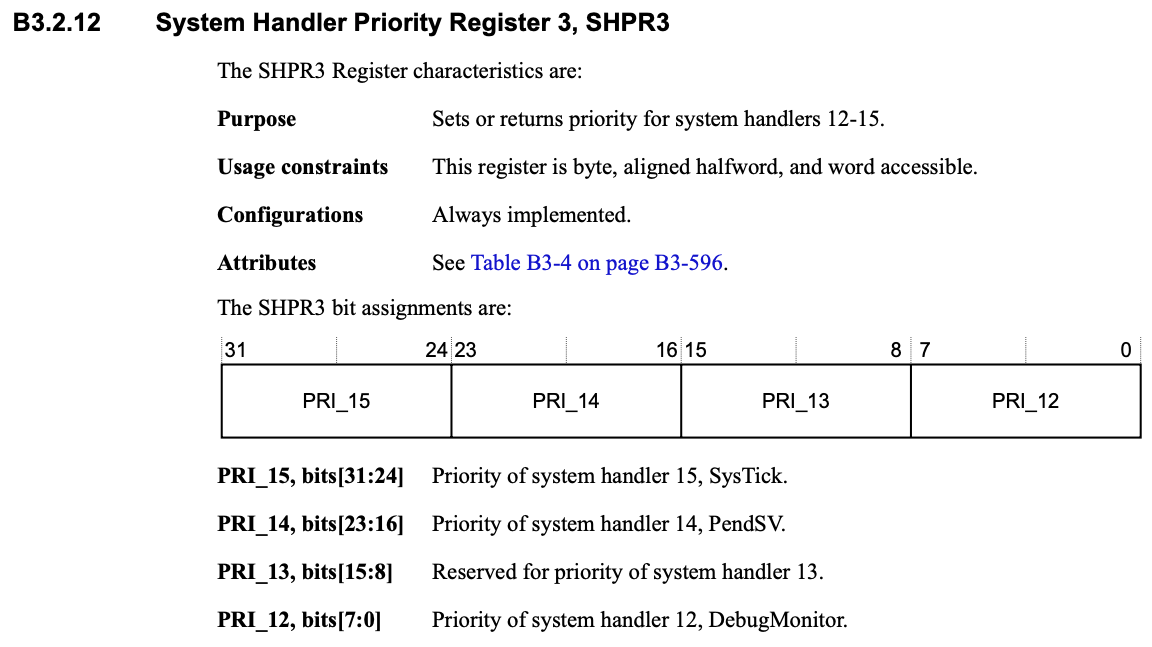 B3.2.12 System Handler Priority Register 3, SHPR3
The SHPR3 Register characteristics are:
Purpose Sets or returns priority for system handlers 12-15.
Usage constraints This register is byte, aligned halfword, and word accessible.
Configurations Always implemented.
Attributes See Table B3-4 on page B3-596.
The SHPR3 bit assignments are:
31 24 23 16 15 8 7 0
PRI_15 PRI_14 PRI_13 PRI_12
PRI_15, bits[31:24] Priority of system handler 15, SysTick.
PRI_14, bits[23:16] Priority of system handler 14, PendSV.
PRI_13, bits[15:8] Reserved for priority of system handler 13.
PRI_12, bits[7:0] Priority of system handler 12, DebugMonitor.